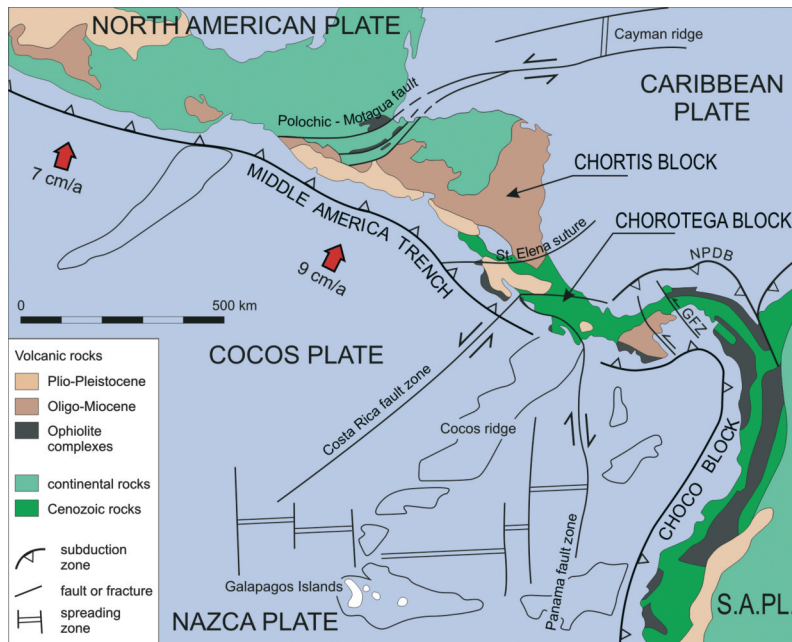 NORTH AMERICAN PLATE
Cayman ridge
CARIBBEAN
PLATE
Polochic - Motagua fault
7 cm/a
CHORTIS BLOCK
MIDDLE AMERICA TRENCH
CHOROTEGA BLOCK
St. Elena suture
9 cm/a
NPDB
GFZ
0
500 km
COCOS PLATE
Volcanic rocks
Plio-Pleistocene
Oligo-Miocene
Ophiolite
complexes
continental rocks
Cenozoic rocks
subduction
zone
fault or fracture
spreading
zone
Costa Rica fault zone
Cocos ridge
CHOCO BLOCK
Panama fault zone
Galapagos Islands
NAZCA PLATE
S.A.PL.